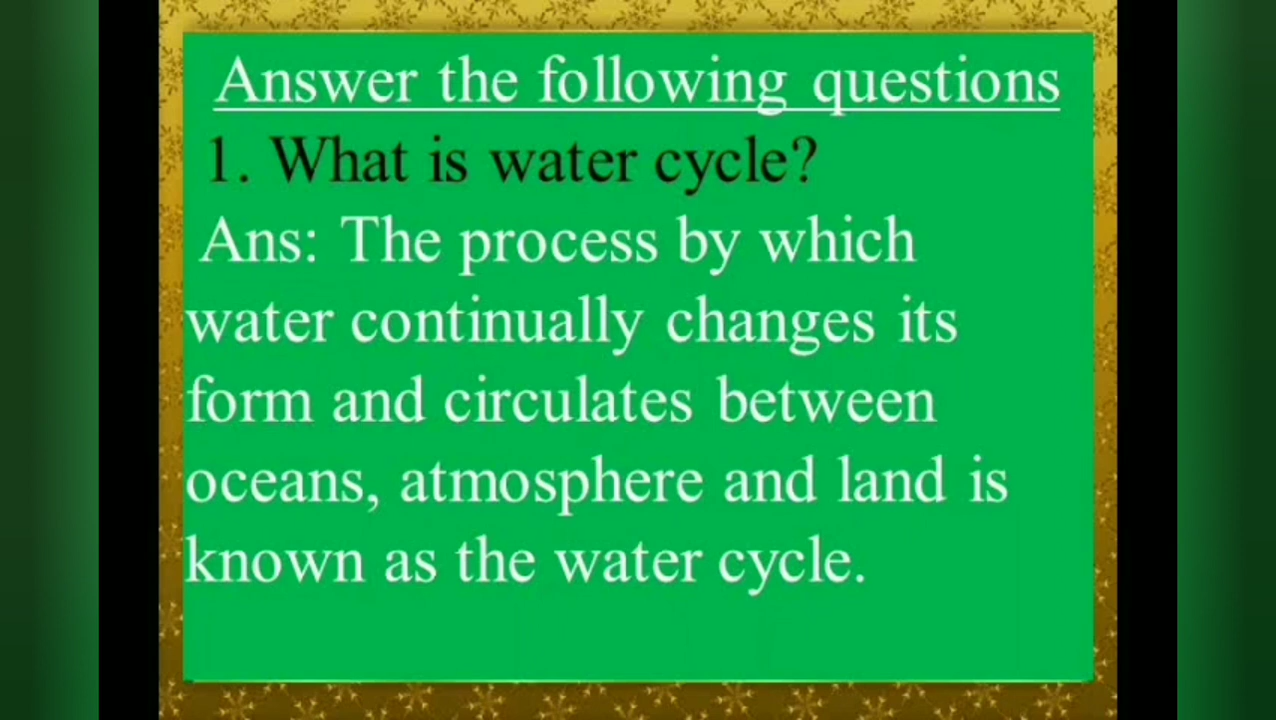 Answer the following questions
1. What is water cycle?
Ans: The process by which
water continually changes its
form and circulates between
oceans, atmosphere and land is
known as the water cycle.